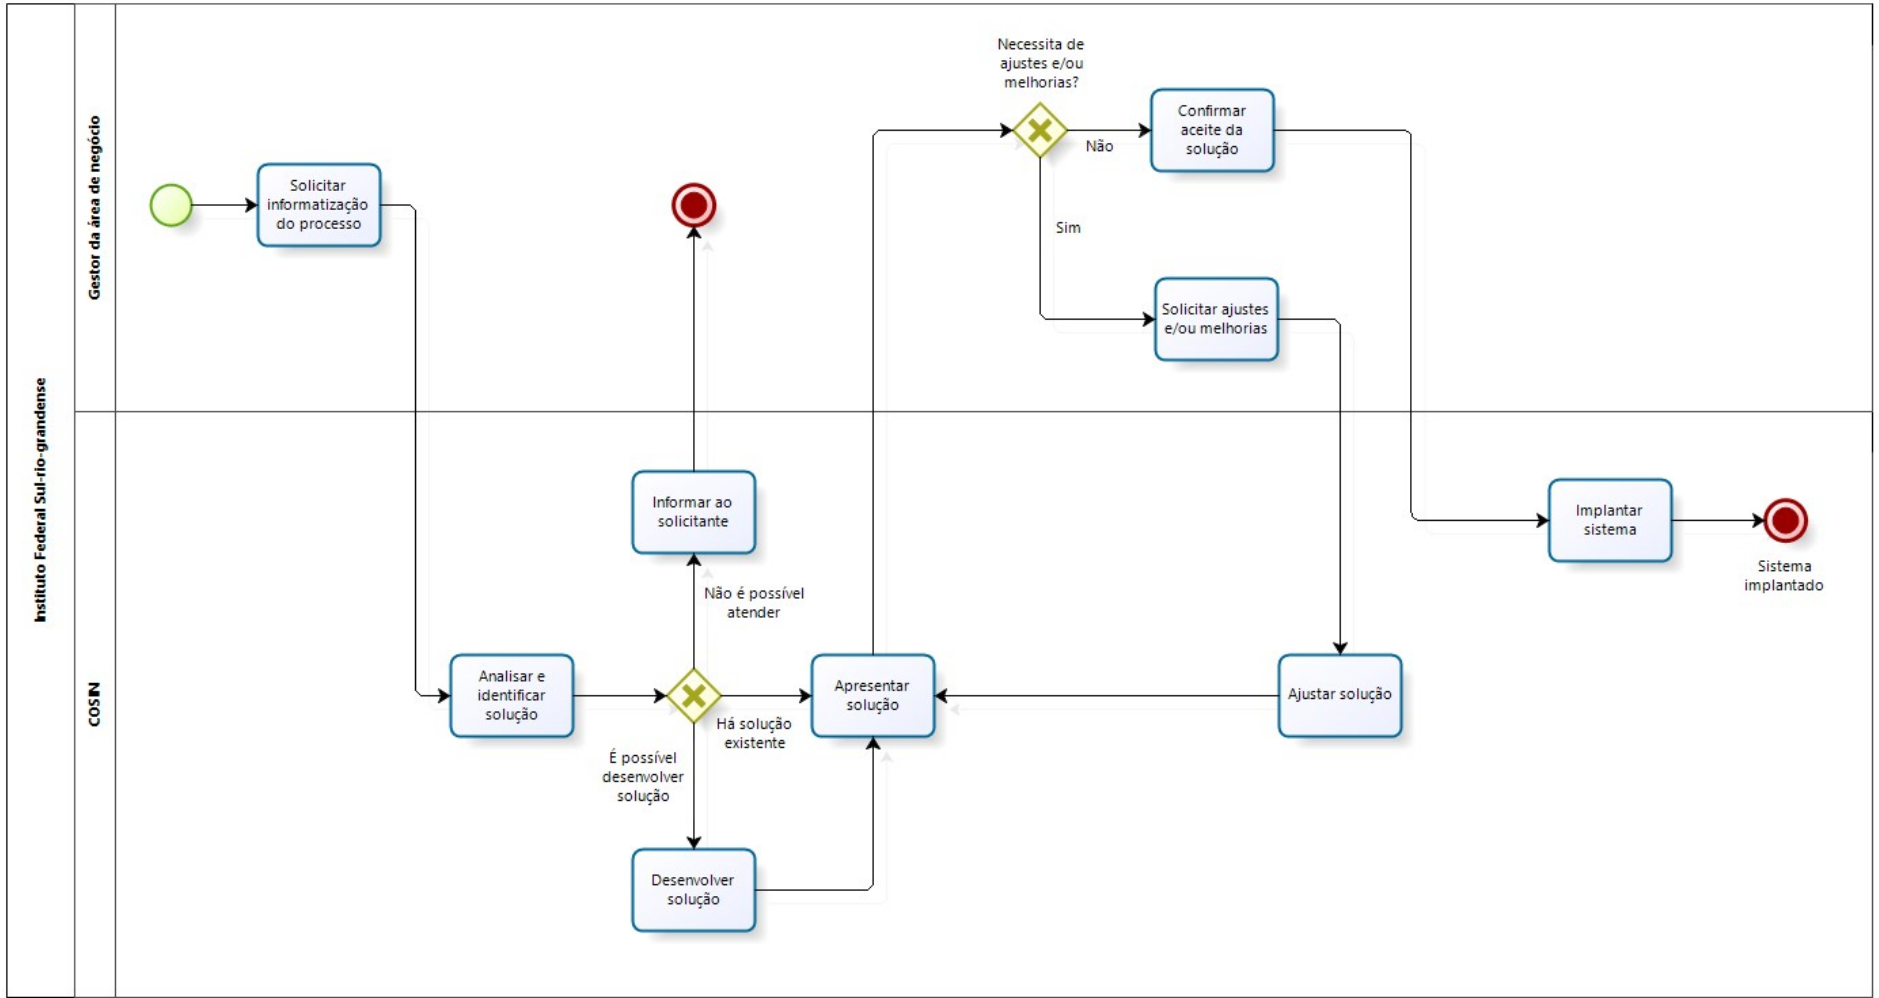 Instituto Federal Sul-rio-grandense
Gestor da área de negócio
Solicitar
informatização
do processo
Necessita de
ajustes e/ou
melhorias?
Não
Confirmar
aceite da
solução
Sim
Solicitar ajustes
e/ou melhorias
COSIN
Analisar e
identificar
solução
Informar ao
solicitante
Não é possível
atender
Há solução
existente
É possível
desenvolver
solução
Desenvolver
solução
Apresentar
solução
Ajustar solução
Implantar
sistema
Sistema
implantado